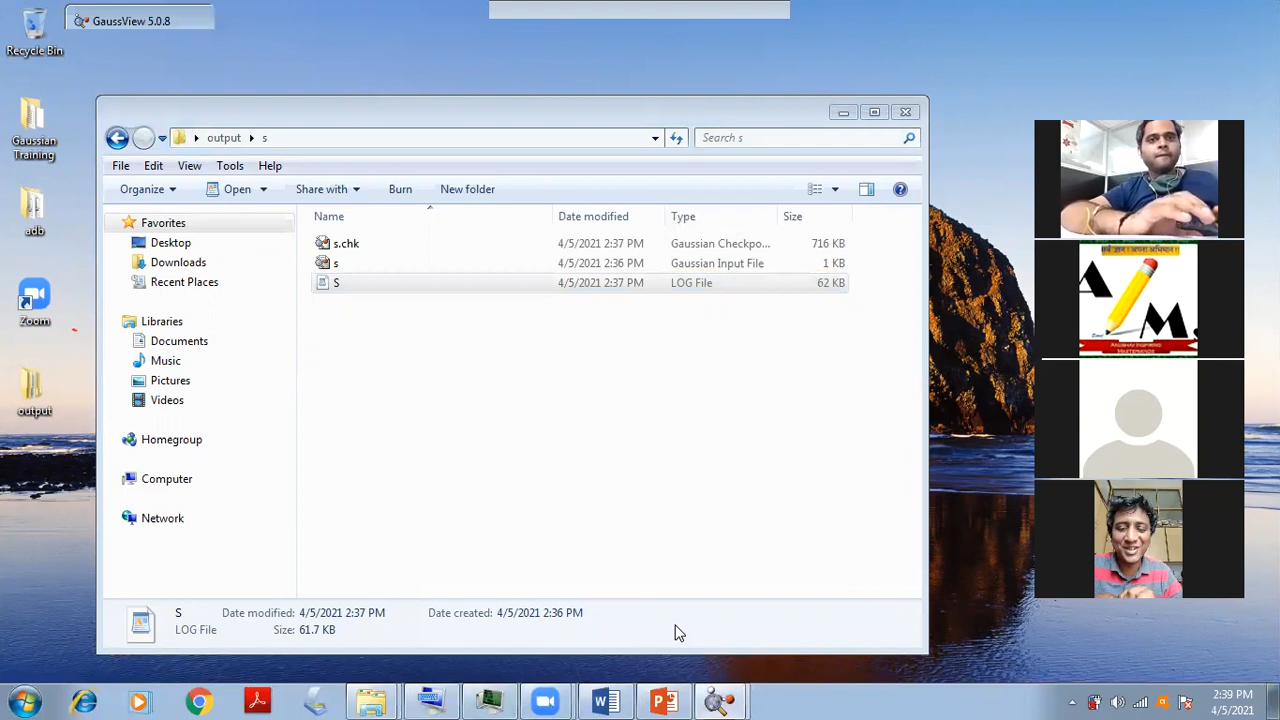 GaussView 5.0.8
Recycle Bin
Gaussian
Training
adb
Zoom
output
output
s
Search s
File
Edit
View
Tools
Help
Organize
Open
Share with
Burn
New folder
Favorites
Desktop
Downloads
Recent Places
Libraries
Documents
Music
Pictures
Videos
Homegroup
Computer
Network
Name
Date modified
Type
Size
s.chk
4/5/2021 2:37 PM
Gaussian Checkpo...
716 KB
s
4/5/2021 2:36 PM
Gaussian Input File
1 KB
S
4/5/2021 2:37 PM
LOG File
62 KB
S
Date modified: 4/5/2021 2:37 PM
Date created: 4/5/2021 2:36 PM
LOG File
Size: 61.7 KB
A
M
2:39 PM
4/5/2021